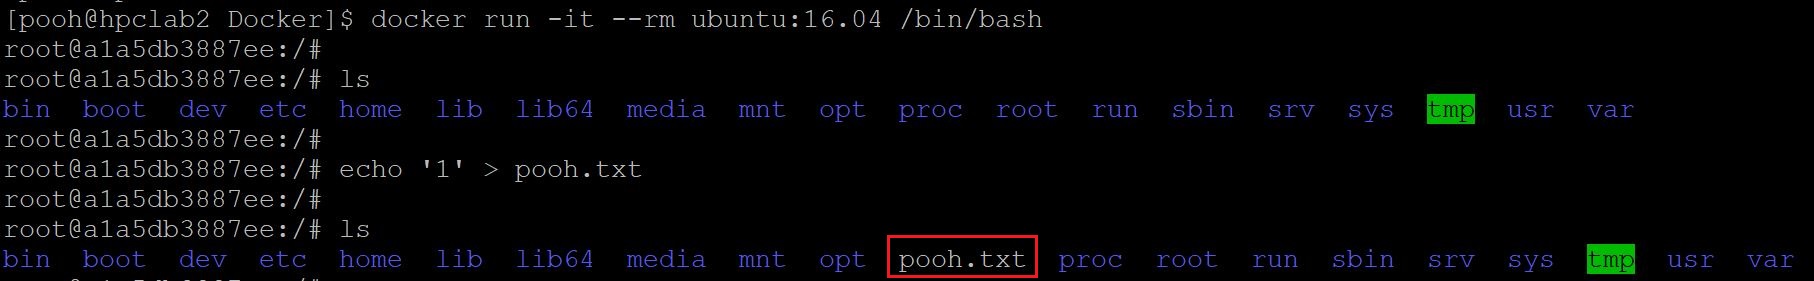 [pooh@hpclab2 Docker]$ docker run -it --rm ubuntu:16.04 /bin/bash
root@a1a5db3887ee:/#
root@a1a5db3887ee:/# ls
bin  boot  dev  etc  home  lib  lib64  media  mnt  opt  proc  root  run  sbin  srv  sys  tmp  usr  var
root@a1a5db3887ee:/#
root@a1a5db3887ee:/# echo '1' > pooh.txt
root@a1a5db3887ee:/#
root@a1a5db3887ee:/# ls
bin  boot  dev  etc  home  lib  lib64  media  mnt  opt  pooh.txt  proc  root  run  sbin  srv  sys  tmp  usr  var